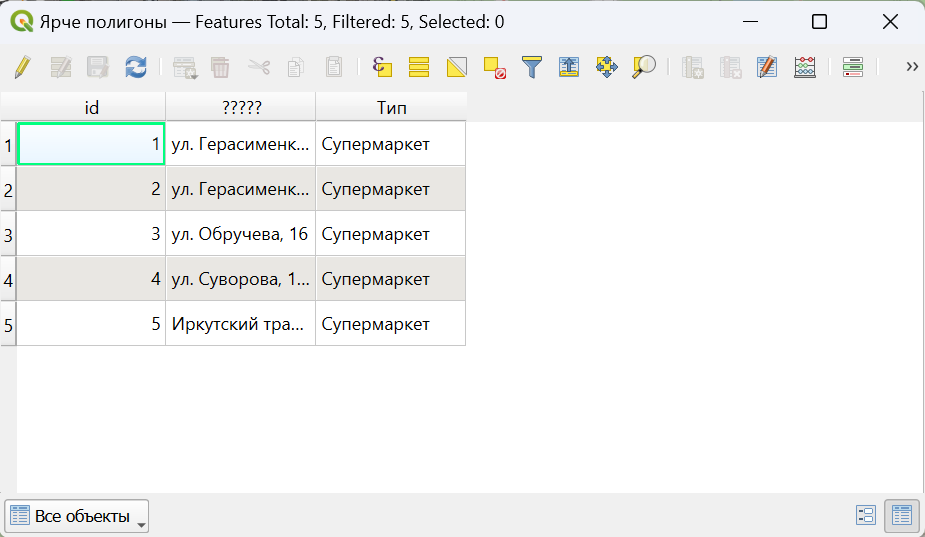 Ярче полигоны — Features Total: 5, Filtered: 5, Selected: 0
id ????? Тип
1 1 ул. Герасименк... Супермаркет
2 2 ул. Герасименк... Супермаркет
3 3 ул. Обручева, 16 Супермаркет
4 4 ул. Суворова, 1... Супермаркет
5 5 Иркутский тра... Супермаркет
Все объекты